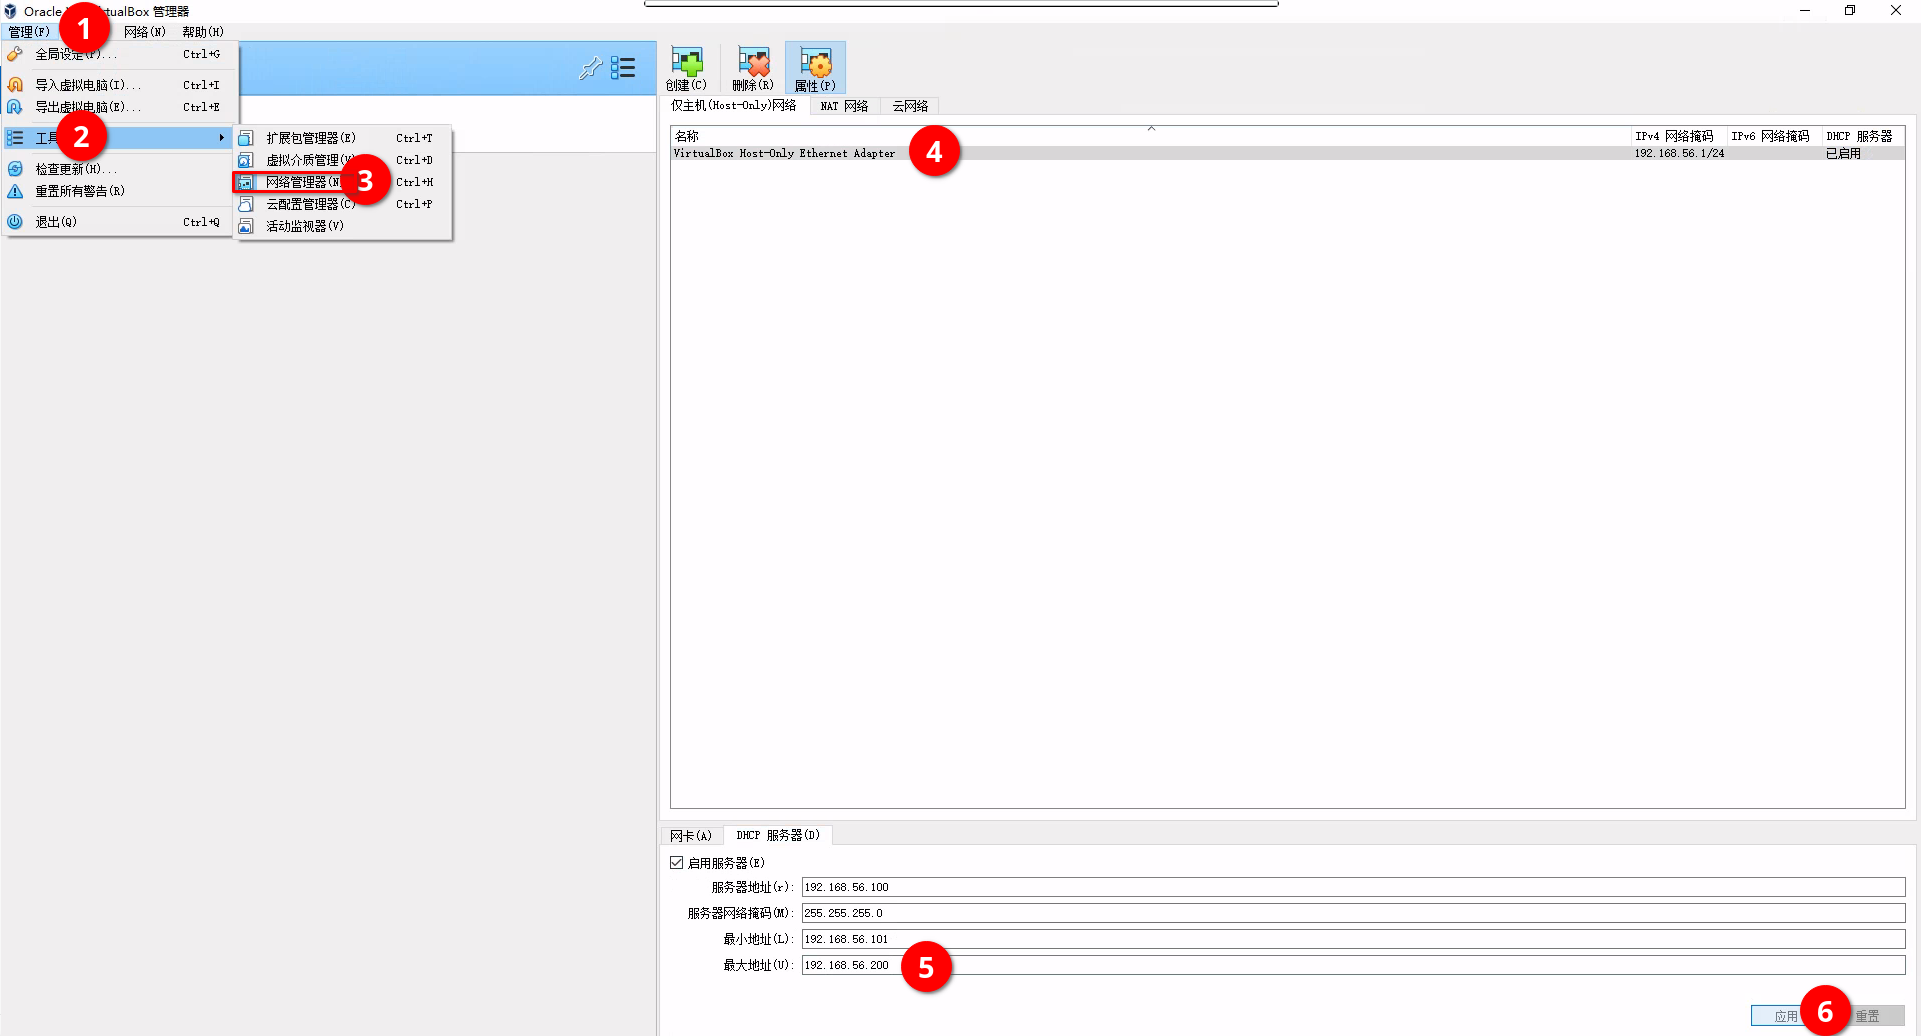 Oracle tualBox 管理器
管理(F) 网络(N) 帮助(H)
1
全局设定(P)... Ctrl+G
导入虚拟电脑(I)... Ctrl+I
导出虚拟电脑(E)... Ctrl+E
工具
2
检查更新(H)...
重置所有警告(R)
退出(Q) Ctrl+Q
扩展包管理器(E) Ctrl+T
虚拟介质管理(V) Ctrl+D
网络管理器(N) Ctrl+H
3
云配置管理器(C) Ctrl+P
活动监视器(V)
创建(C) 删除(R) 属性(P)
仅主机(Host-Only)网络 NAT 网络 云网络
名称 IPv4 网络掩码 IPv6 网络掩码 DHCP 服务器
VirtualBox Host-Only Ethernet Adapter 192.168.56.1/24 已启用
4
网卡(A) DHCP 服务器(D)
启用服务器(E)
服务器地址(r): 192.168.56.100
服务器网络掩码(M): 255.255.255.0
最小地址(L): 192.168.56.101
最大地址(U): 192.168.56.200
5
应用 重置
6